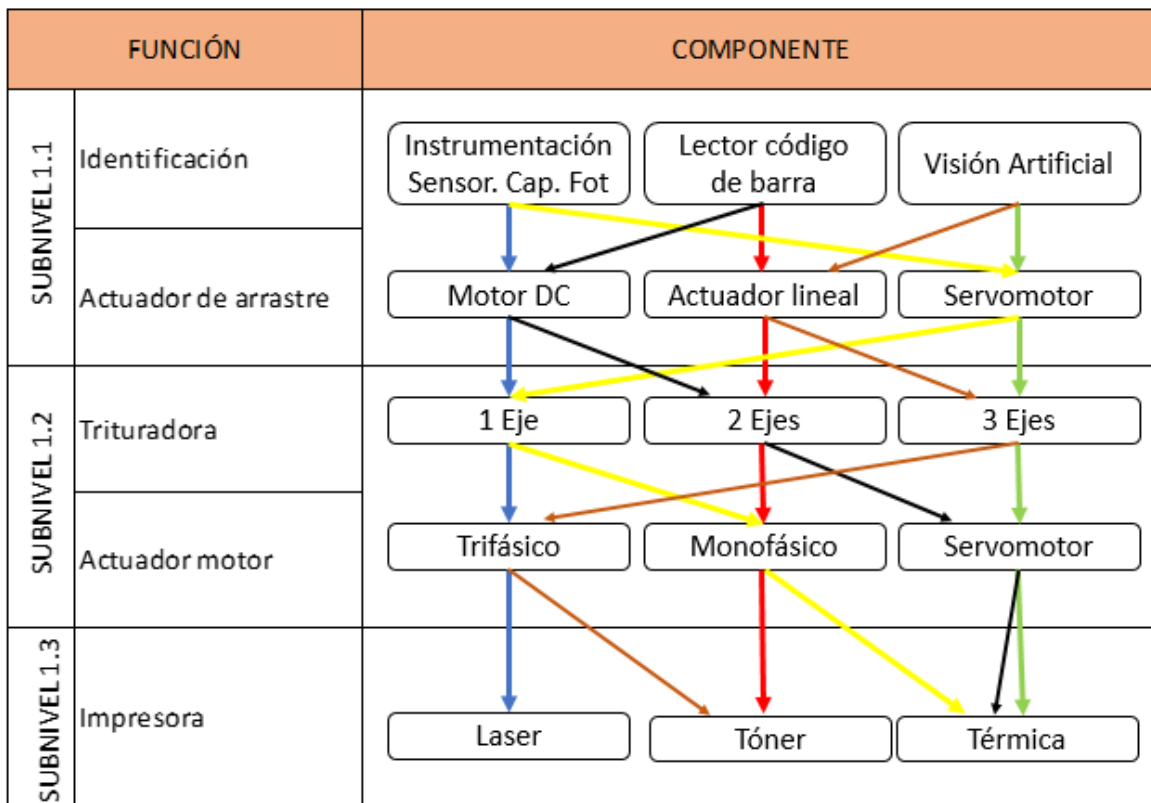 FUNCIÓN
COMPONENTE
SUBNIVEL 1.1
Identificación
Instrumentación
Sensor. Cap. Fot
Lector código
de barra
Visión Artificial
Actuador de arrastre
Motor DC
Actuador lineal
Servomotor
SUBNIVEL 1.2
Trituradora
1 Eje
2 Ejes
3 Ejes
Actuador motor
Trifásico
Monofásico
Servomotor
SUBNIVEL 1.3
Impresora
Laser
Tóner
Térmica